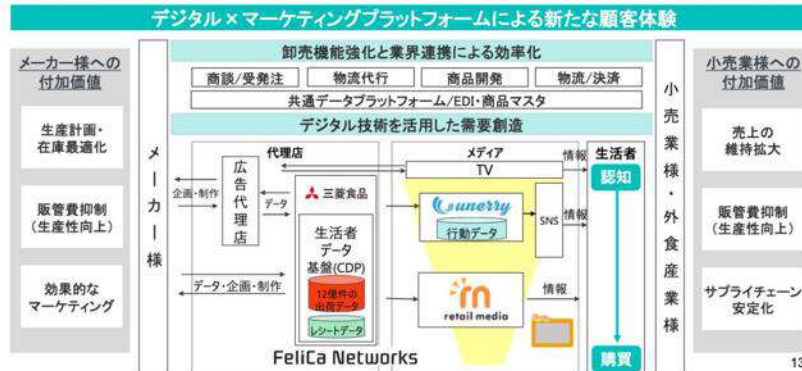 デジタル×マーケティングプラットフォームによる新たな顧客体験
メーカー様への
付加価値
生産計画・
在庫最適化
販管費抑制
(生産性向上)
効果的な
マーケティング
メーカー様
卸売機能強化と業界連携による効率化
商談/受発注
物流代行
商品開発
物流/決済
共通データプラットフォーム/EDI・商品マスタ
デジタル技術を活用した需要創造
代理店
メディア
情報
生活者
広告代理店
TV
認知
企画・制作
データ
三菱食品
unerry
行動データ
SNS
情報
生活者
データ
基盤(CDP)
12億件の
出荷データ
レシートデータ
データ・企画・制作
rm
retail media
情報
購買
FeliCa Networks
小売業様・外食産業様
小売業様への
付加価値
売上の
維持拡大
販管費抑制
(生産性向上)
サプライチェーン
安定化
13